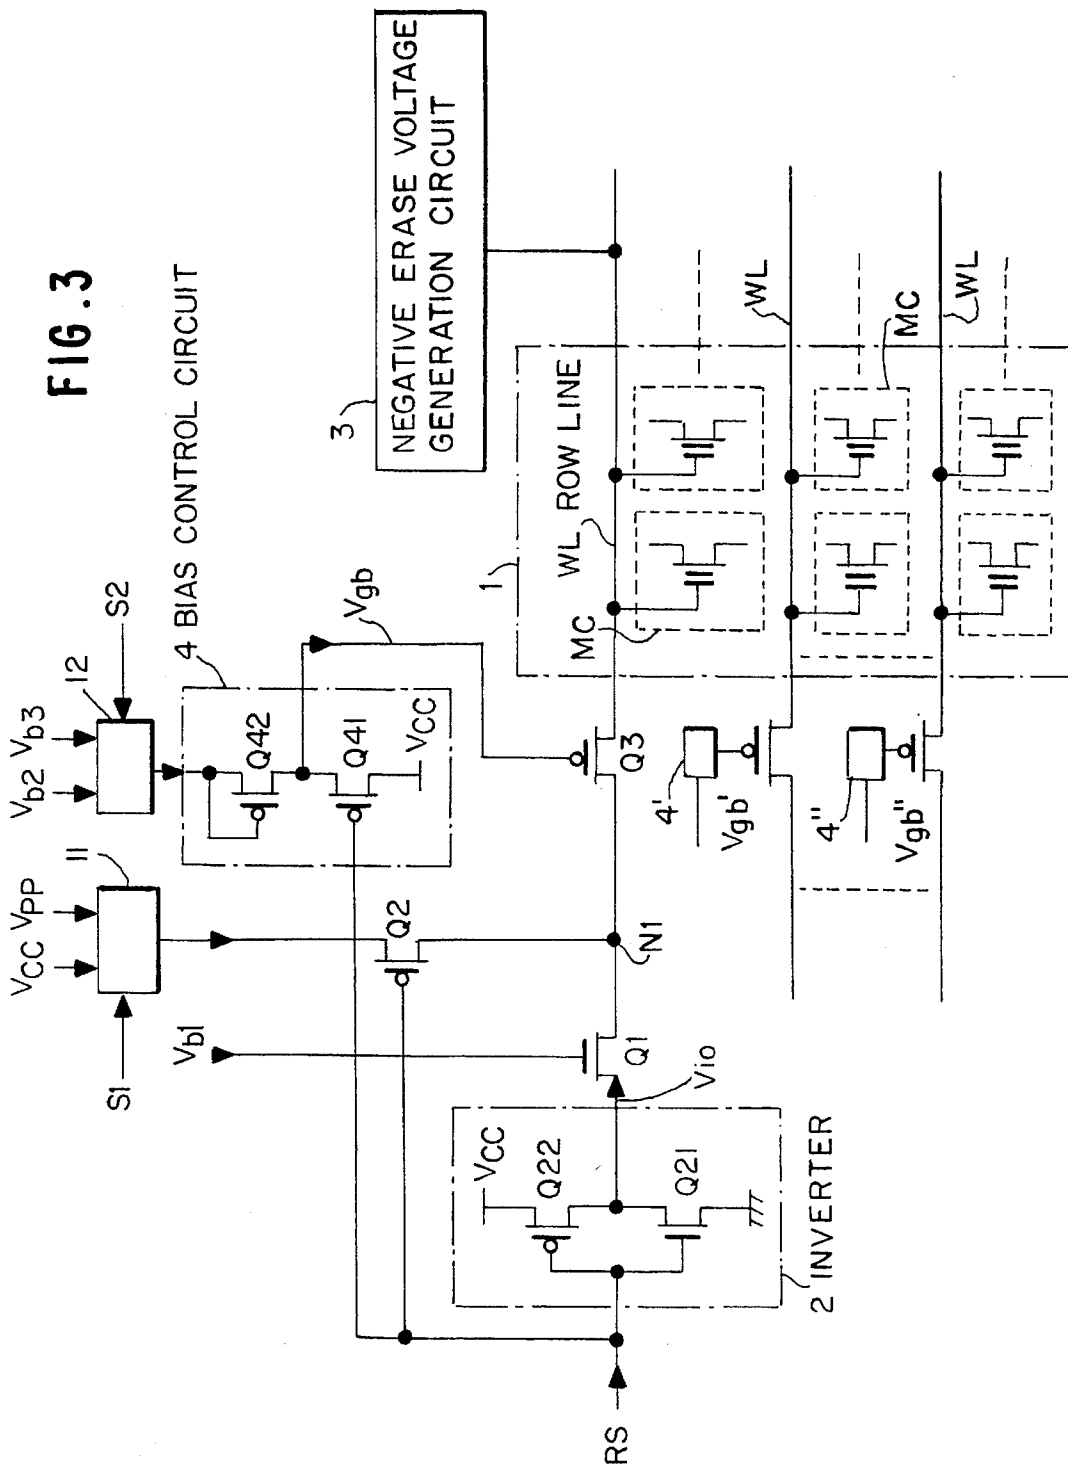 FIG.3
S1
VCC
VPP
11
Vb2
Vb3
12
S2
4 BIAS CONTROL CIRCUIT
Q42
Q41
VCC
Vgb
3
NEGATIVE ERASE VOLTAGE
GENERATION CIRCUIT
Vb1
Q2
N1
Q1
Vio
Q3
VCC
Q22
Q21
2 INVERTER
RS
1
WL ROW LINE
MC
WL
MC
WL
4'
Vgb'
4"
Vgb"